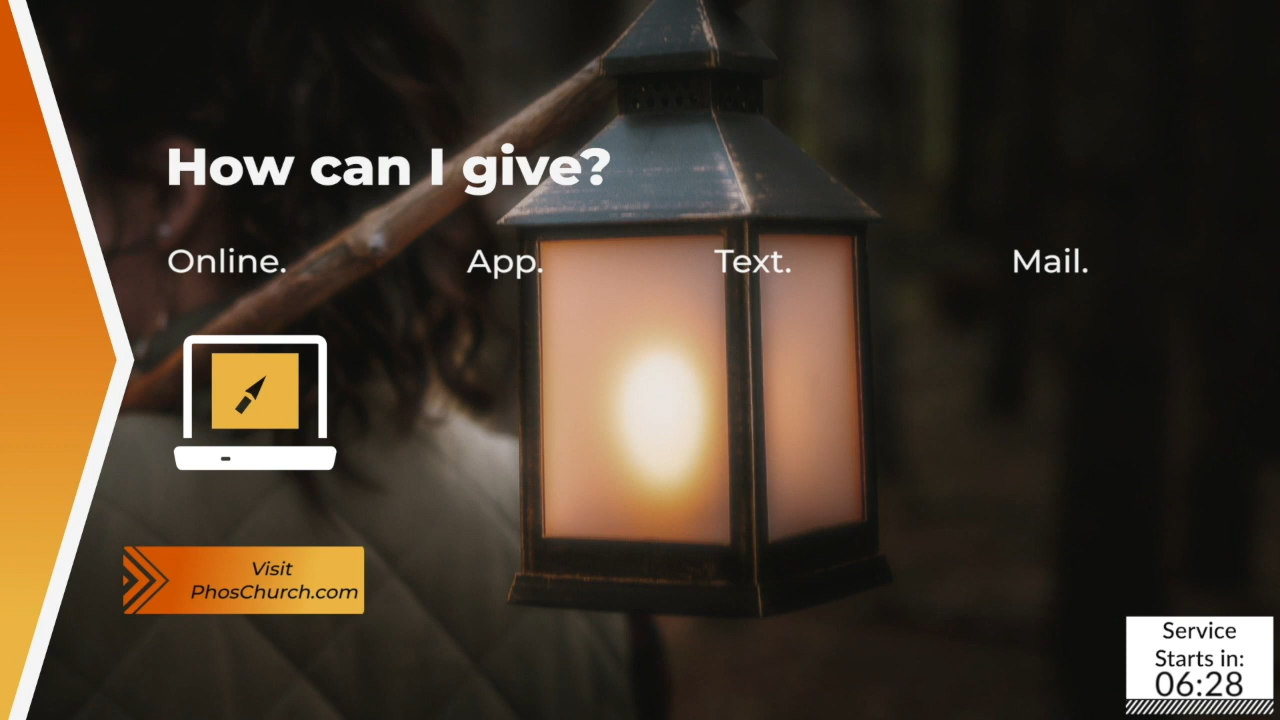 How can I give?
Online.
App.
Text.
Mail.
Visit
PhosChurch.com
Service
Starts in:
06:28